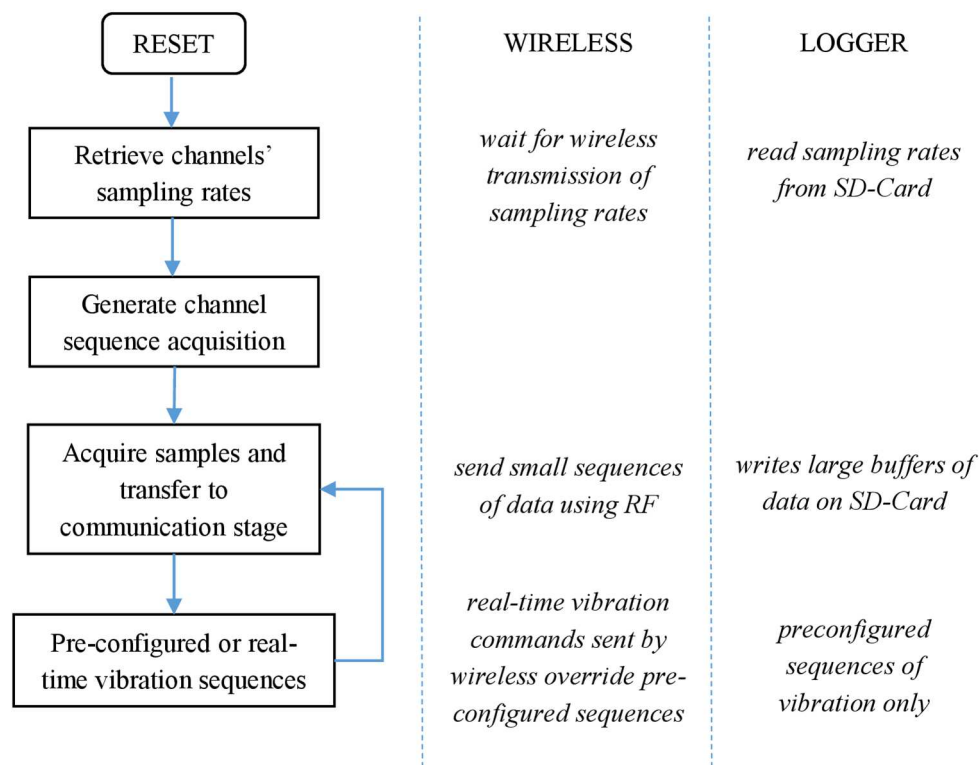 RESET
WIRELESS
LOGGER
Retrieve channels’
sampling rates
wait for wireless
transmission of
sampling rates
read sampling rates
from SD-Card
Generate channel
sequence acquisition
Acquire samples and
transfer to
communication stage
send small sequences
of data using RF
writes large buffers of
data on SD-Card
Pre-configured or real-
time vibration sequences
real-time vibration
commands sent by
wireless override pre-
configured sequences
preconfigured
sequences of
vibration only